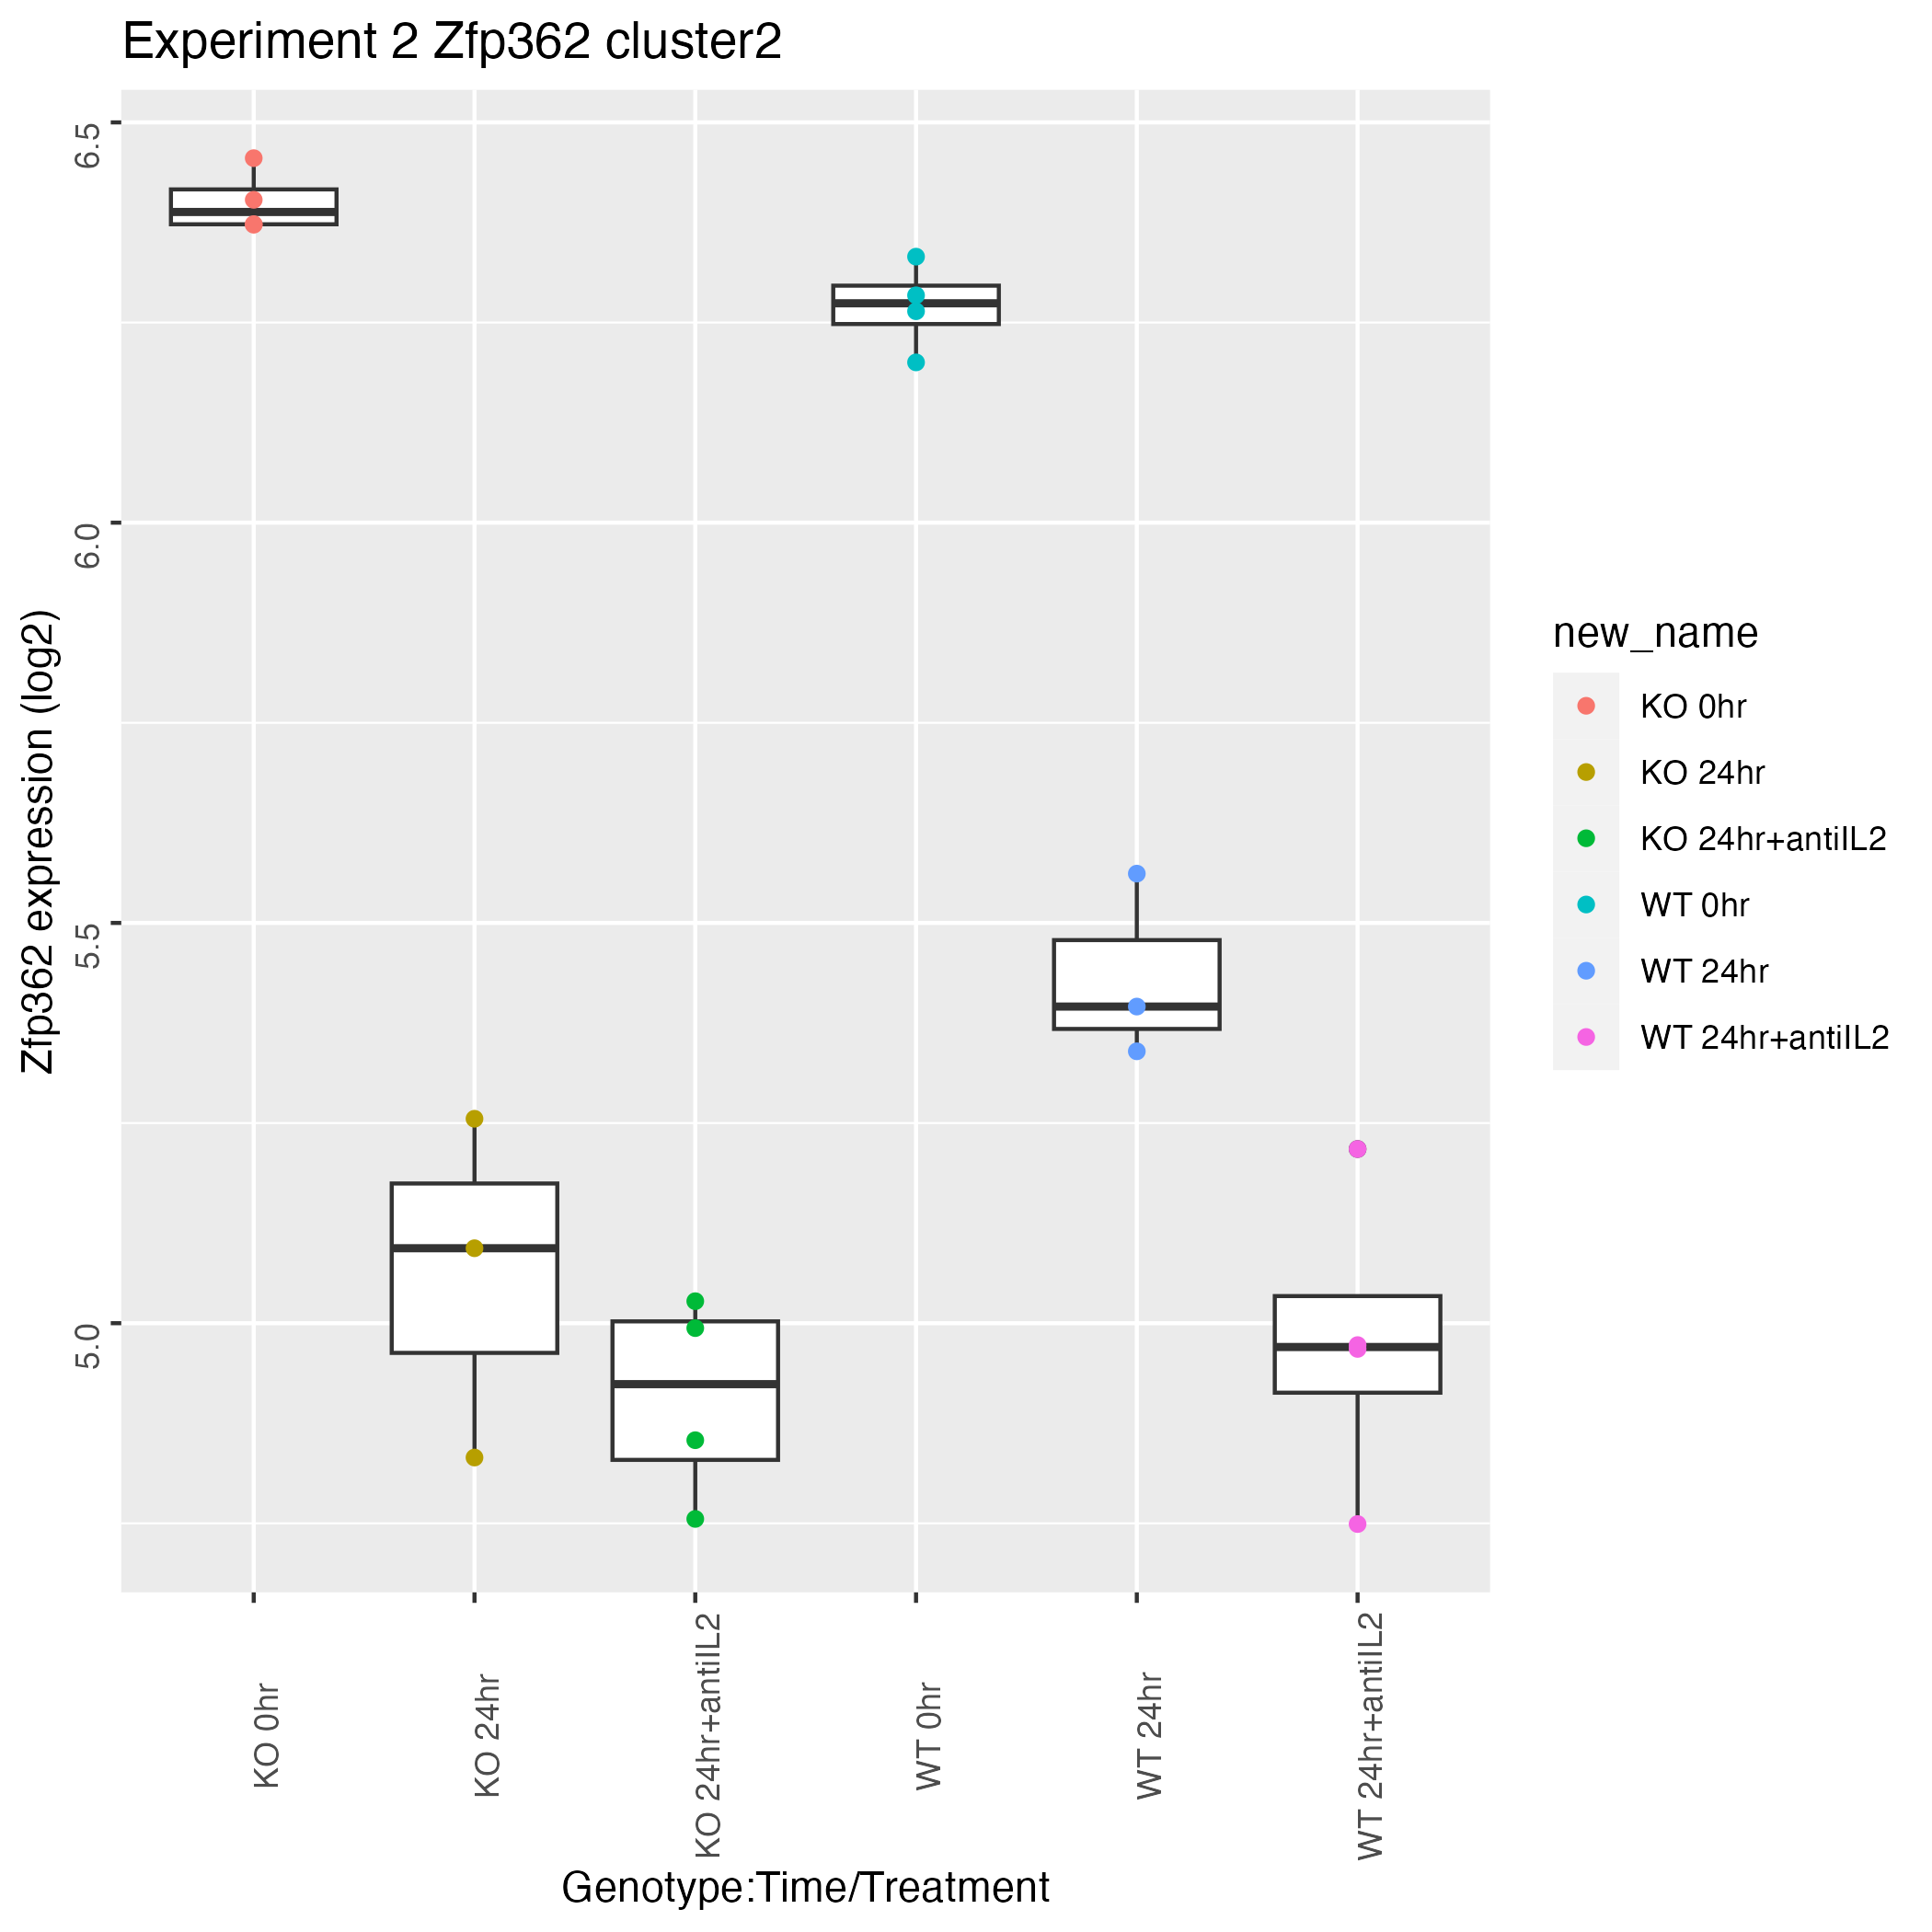 Experiment 2 Zfp362 cluster2
Zfp362 expression (log2)
6.5
6.0
5.5
5.0
KO 0hr
KO 24hr
KO 24hr+antiIL2
WT 0hr
WT 24hr
WT 24hr+antiIL2
Genotype:Time/Treatment
new_name
KO 0hr
KO 24hr
KO 24hr+antiIL2
WT 0hr
WT 24hr
WT 24hr+antiIL2